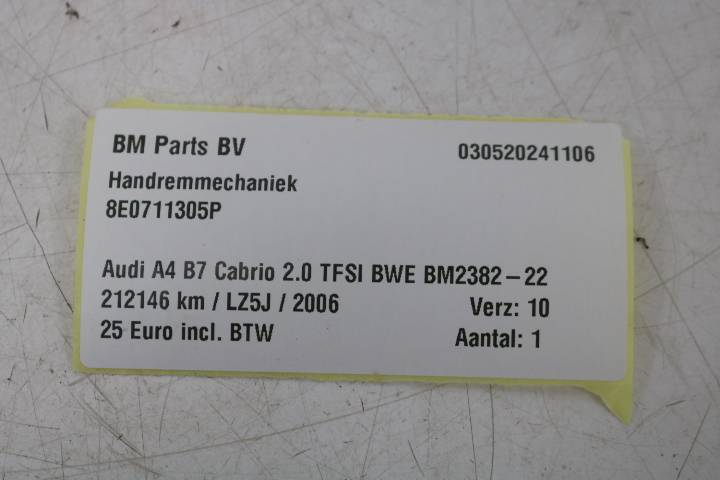 BM Parts BV 030520241106
Handremmechaniek
8E0711305P
Audi A4 B7 Cabrio 2.0 TFSI BWE BM2382-22
212146 km / LZ5J / 2006 Verz: 10
25 Euro incl. BTW Aantal: 1